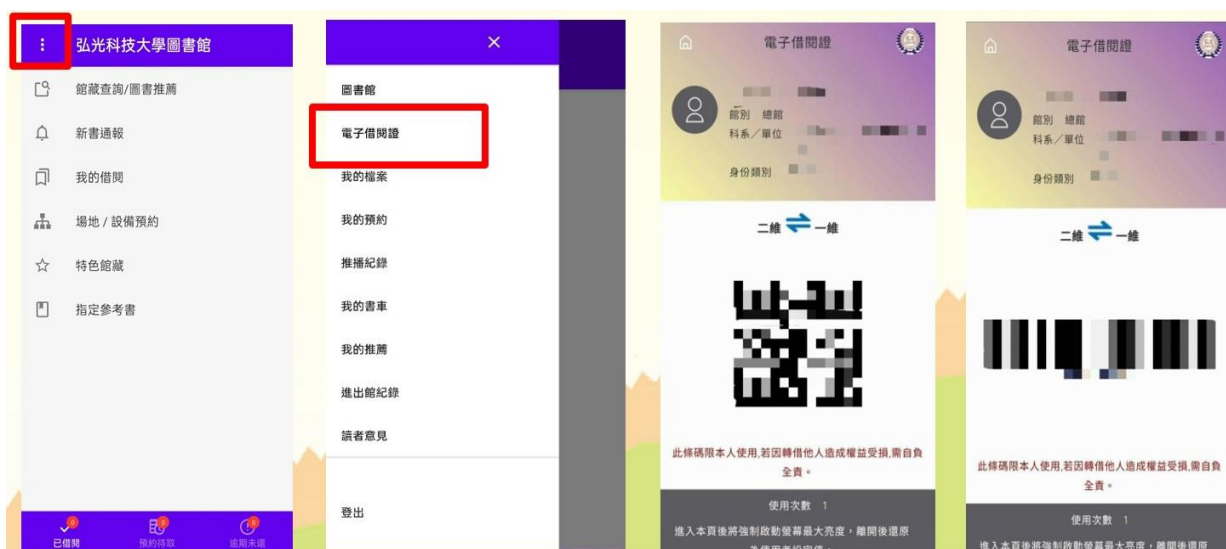 弘光科技大學圖書館
館藏查詢/圖書推薦
新書通報
我的借閱
場地 / 設備預約
特色館藏
指定參考書
0
0
0
已借閱
預約待取
逾期未還
×
圖書館
電子借閱證
我的檔案
我的預約
推播紀錄
我的書車
我的推薦
進出館紀錄
讀者意見
登出
電子借閱證
館別 總館
科系／單位
身份類別
二維 一維
此條碼限本人使用,若因轉借他人造成權益受損,需自負
全責。
使用次數 1
進入本頁後將強制啟動螢幕最大亮度，離開後還原
為使用者設定值。
電子借閱證
館別 總館
科系／單位
身份類別
二維 一維
此條碼限本人使用,若因轉借他人造成權益受損,需自負
全責。
使用次數 1
進入本頁後將強制啟動螢幕最大亮度，離開後還原